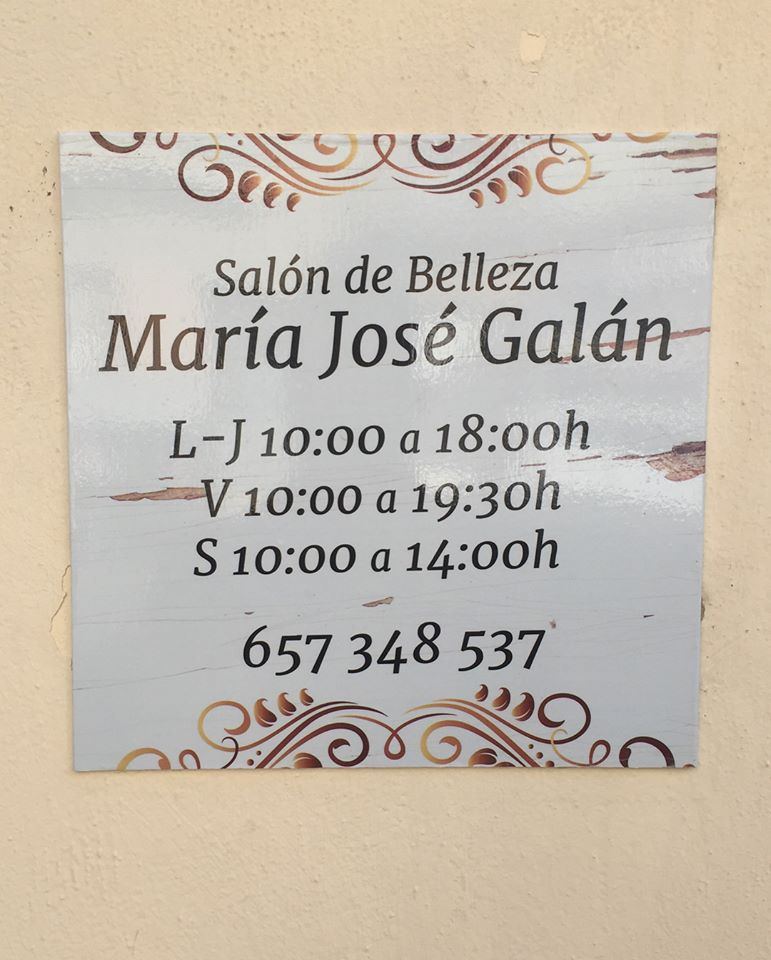 Salón de Belleza
María José Galán
L-J 10:00 a 18:00h
V 10:00 a 19:30h
S 10:00 a 14:00h
657 348 537